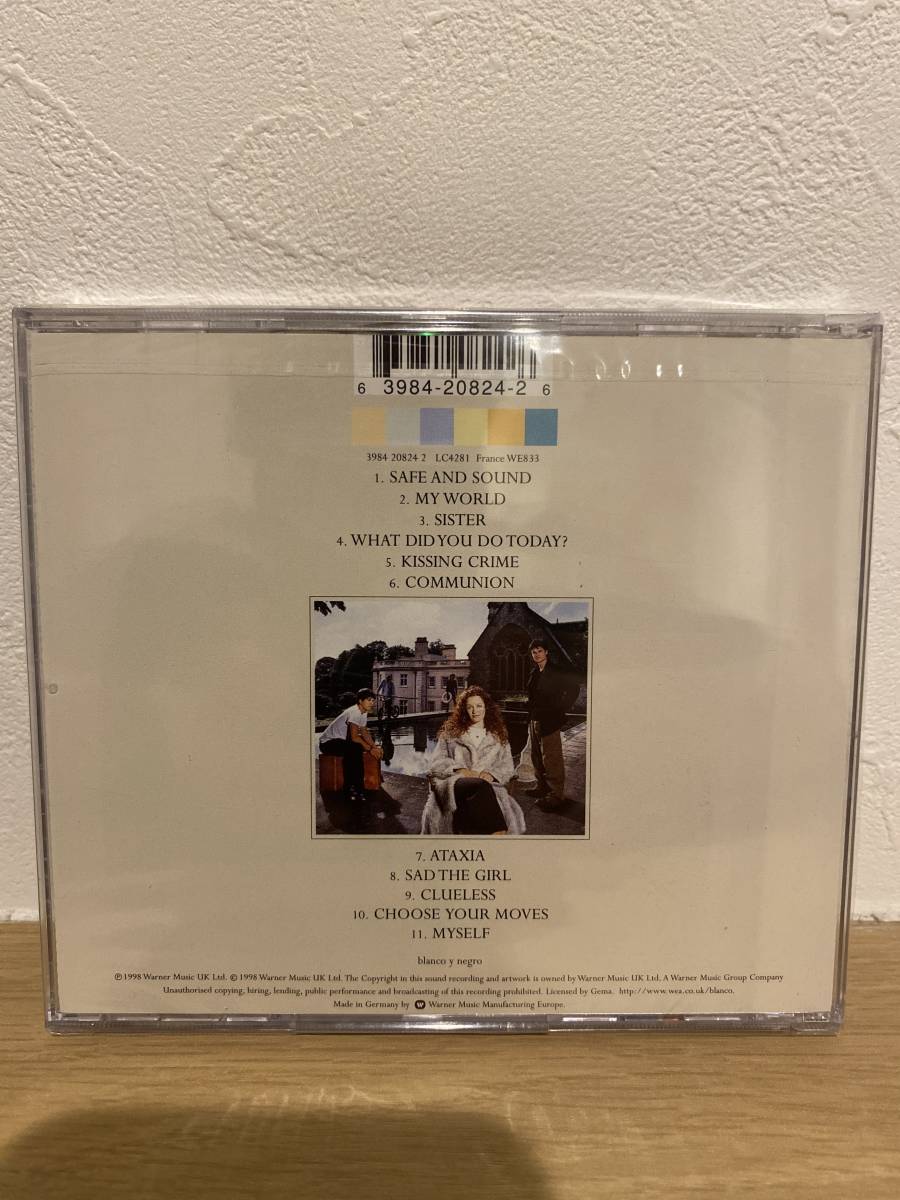 6 3984-20824-2 6
3984 20824 2 LC4281 France WE833
1. SAFE AND SOUND
2. MY WORLD
3. SISTER
4. WHAT DID YOU DO TODAY?
5. KISSING CRIME
6. COMMUNION
7. ATAXIA
8. SAD THE GIRL
9. CLUELESS
10. CHOOSE YOUR MOVES
11. MYSELF
blanco y negro
℗ 1998 Warner Music UK Ltd. © 1998 Warner Music UK Ltd. The Copyright in this sound recording and artwork is owned by Warner Music UK Ltd. A Warner Music Group Company
Unauthorised copying, hiring, lending, public performance and broadcasting of this recording prohibited. Licensed by Gema. http://www.wea.co.uk/blanco.
Made in Germany by Warner Music Manufacturing Europe.